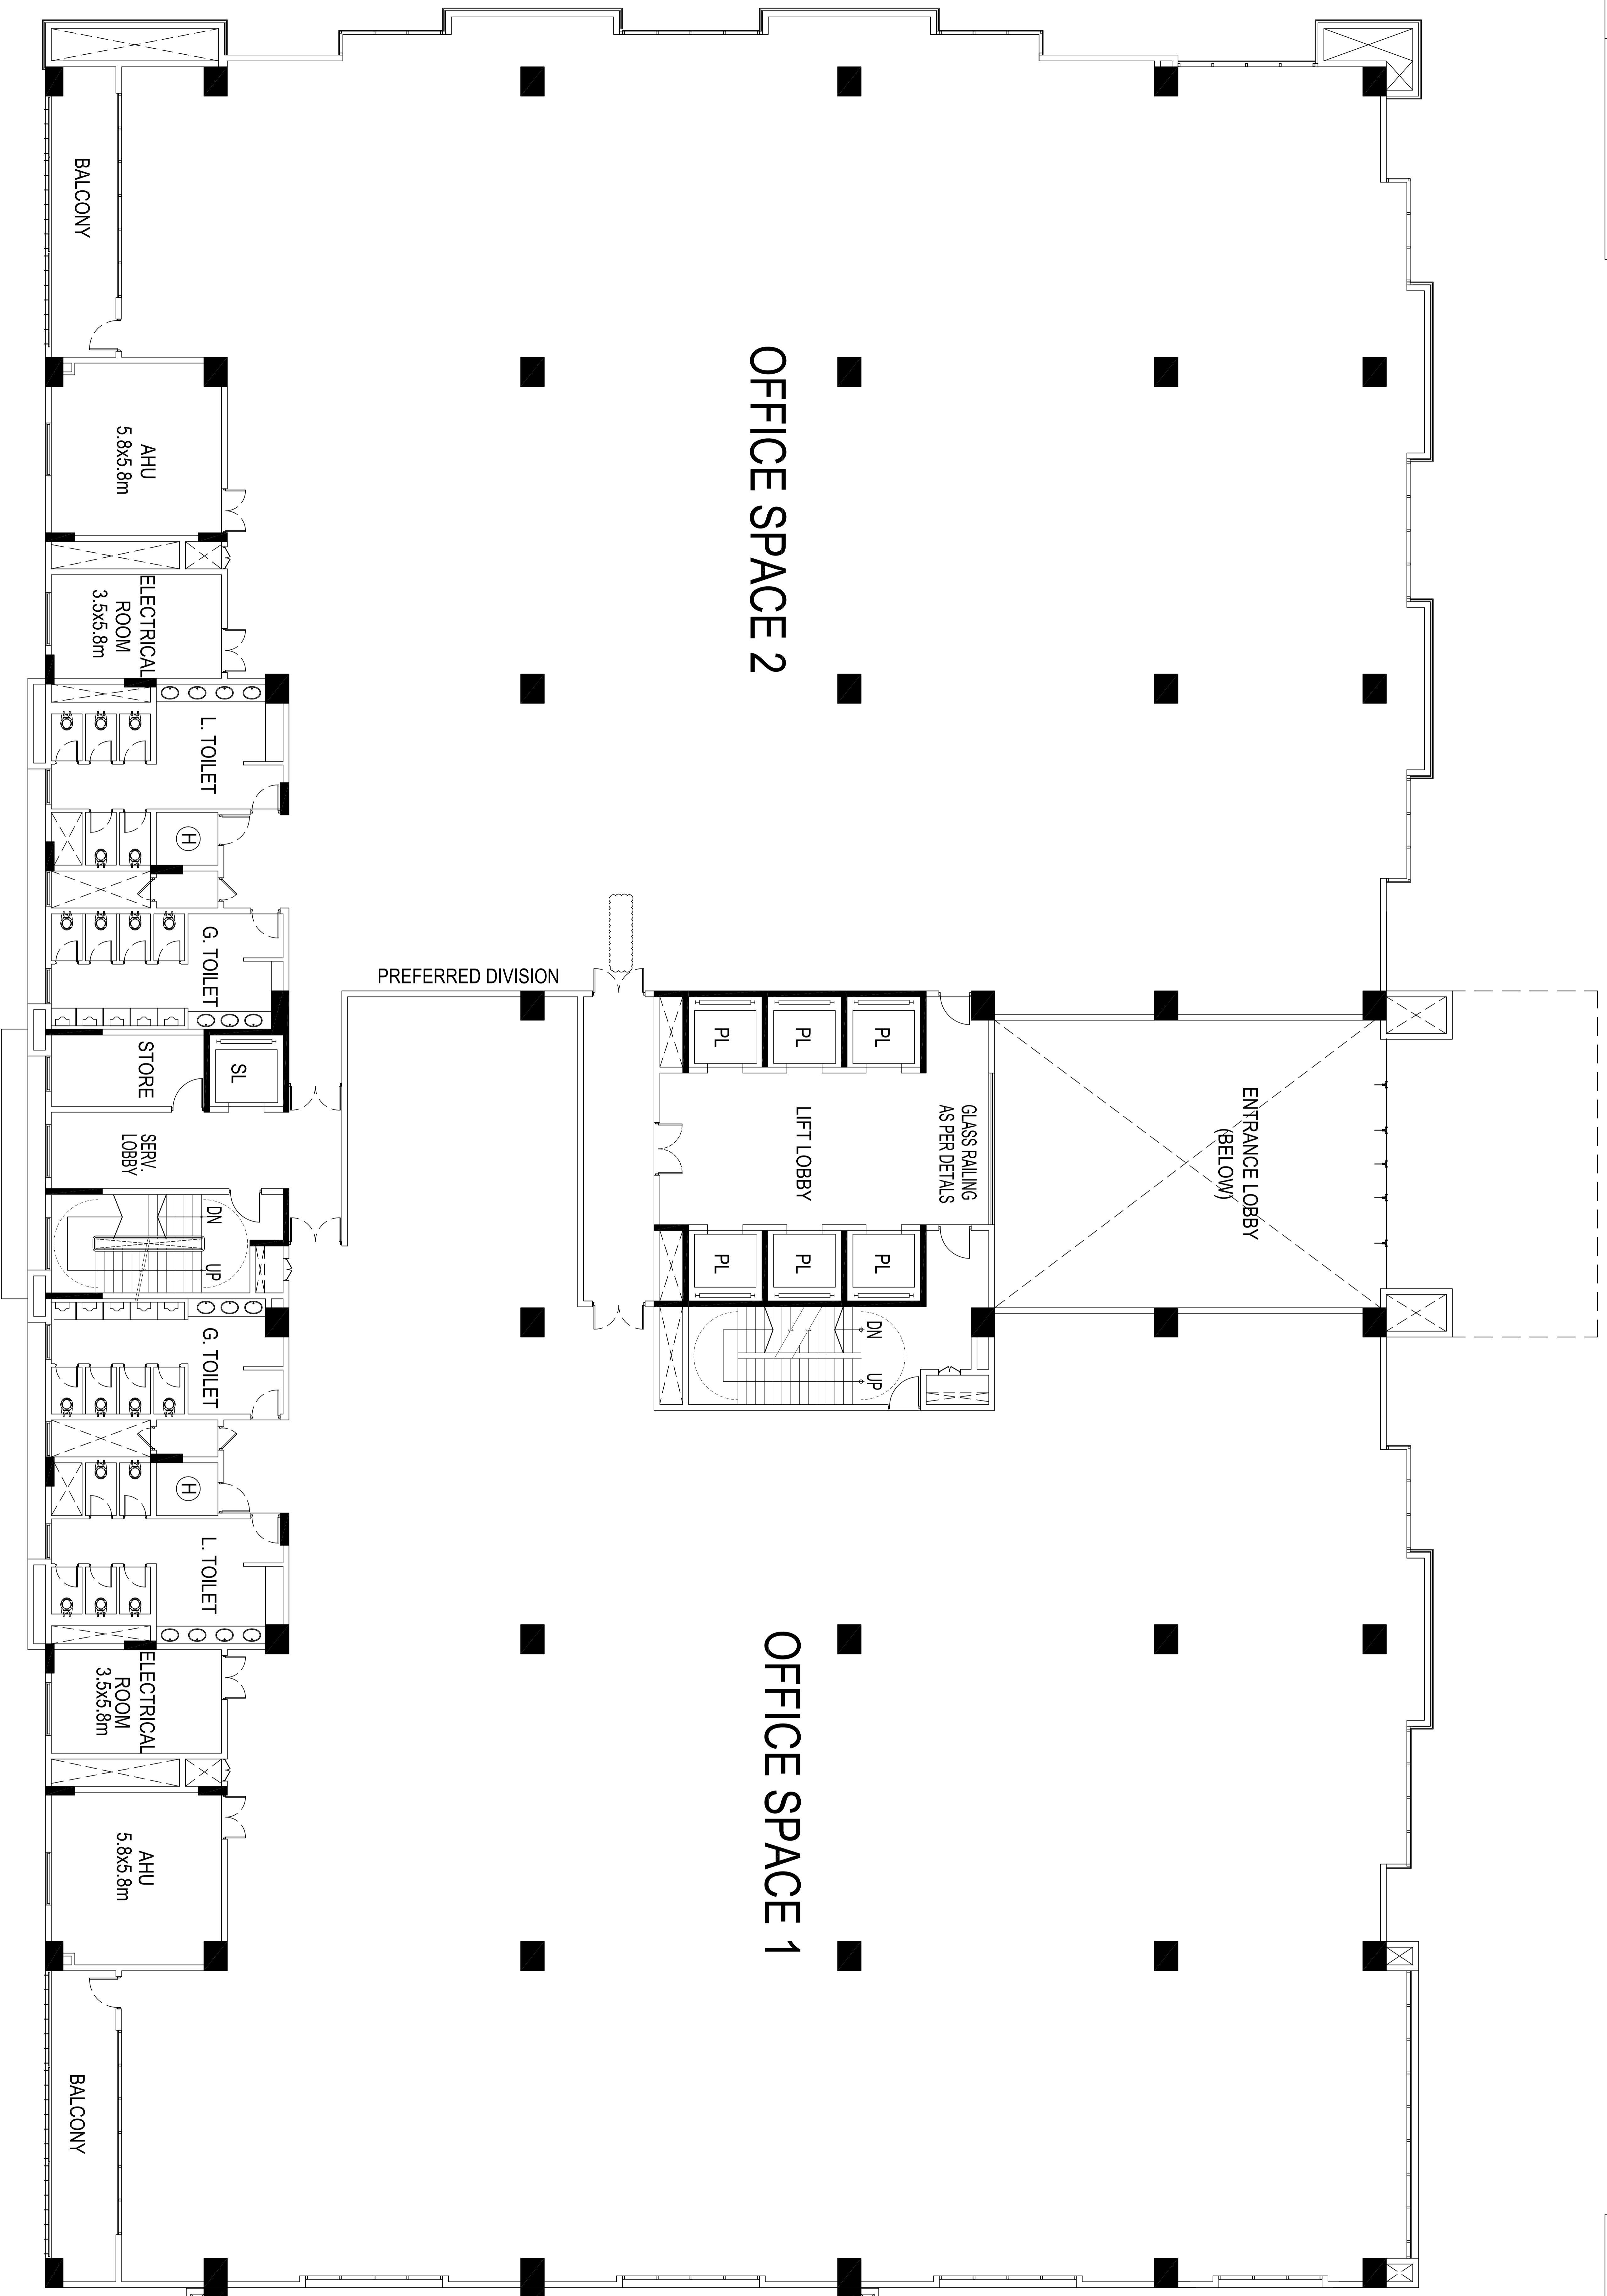 BALCONY
OFFICE SPACE 2
AHU
5.8x5.8m
ELECTRICAL
ROOM
3.5x5.8m
L. TOILET
H
G. TOILET
PREFERRED DIVISION
STORE
SL
SERV.
LOBBY
DN
UP
PL
PL
PL
LIFT LOBBY
GLASS RAILING
AS PER DETALS
ENTRANCE LOBBY
(BELOW)
PL
PL
PL
DN
UP
G. TOILET
H
L. TOILET
ELECTRICAL
ROOM
3.5x5.8m
OFFICE SPACE 1
AHU
5.8x5.8m
BALCONY